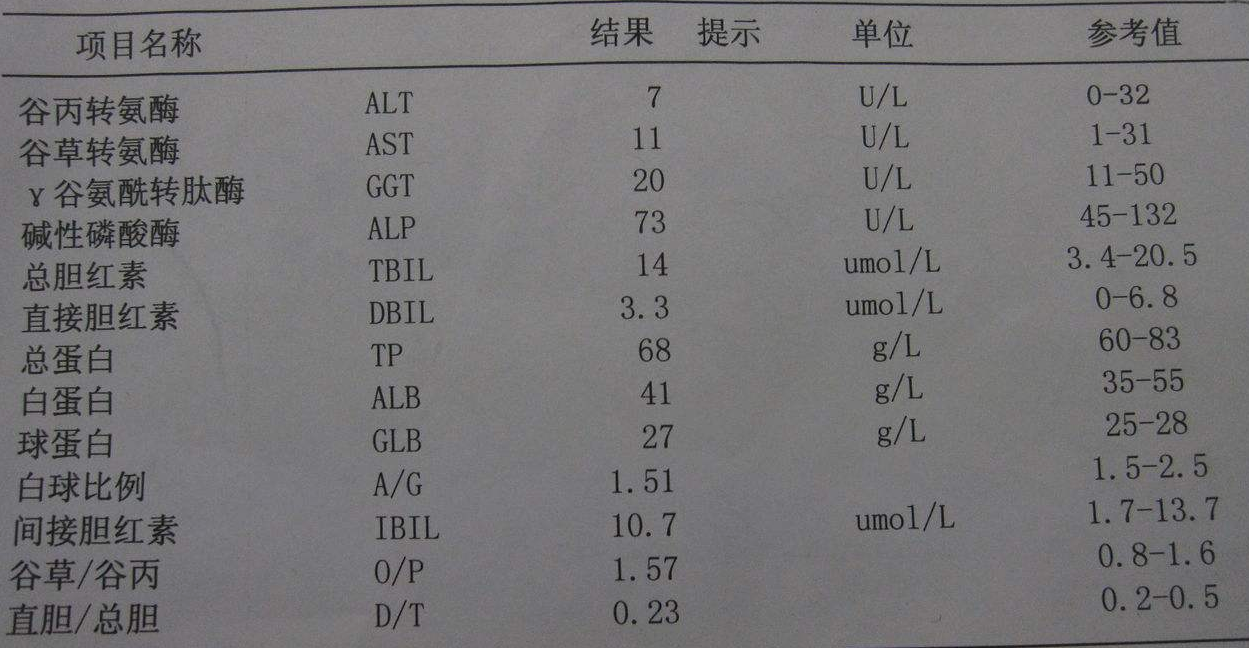 项目名称 结果 提示 单位 参考值
谷丙转氨酶 ALT 7 U/L 0-32
谷草转氨酶 AST 11 U/L 1-31
γ谷氨酰转肽酶 GGT 20 U/L 11-50
碱性磷酸酶 ALP 73 U/L 45-132
总胆红素 TBIL 14 umol/L 3.4-20.5
直接胆红素 DBIL 3.3 umol/L 0-6.8
总蛋白 TP 68 g/L 60-83
白蛋白 ALB 41 g/L 35-55
球蛋白 GLB 27 g/L 25-28
白球比例 A/G 1.51 1.5-2.5
间接胆红素 IBIL 10.7 umol/L 1.7-13.7
谷草/谷丙 O/P 1.57 0.8-1.6
直胆/总胆 D/T 0.23 0.2-0.5